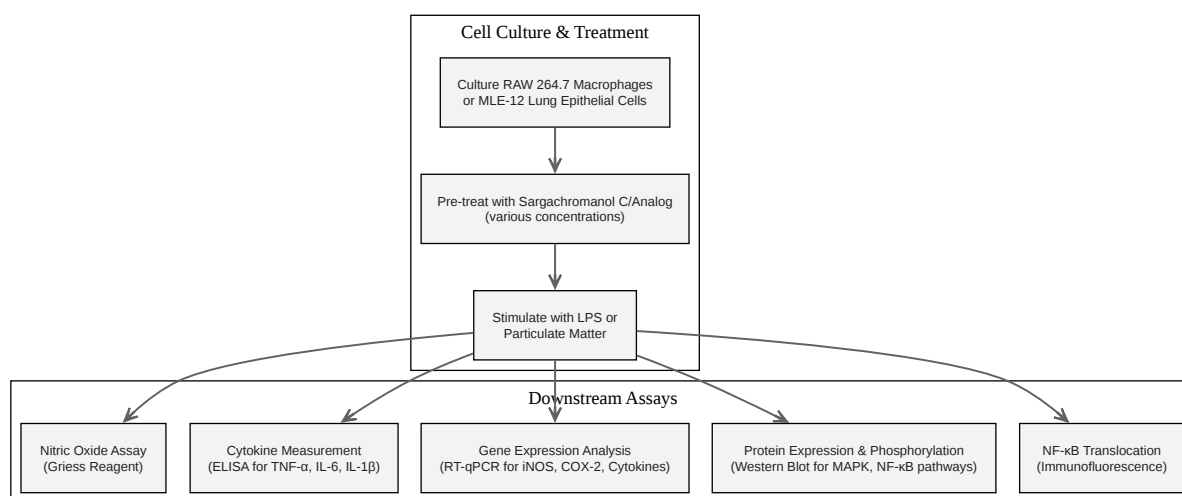 Cell Culture & Treatment
Culture RAW 264.7 Macrophages
or MLE-12 Lung Epithelial Cells
Pre-treat with Sargachromanol C/Analog
(various concentrations)
Stimulate with LPS or
Particulate Matter
Downstream Assays
Nitric Oxide Assay
(Griess Reagent)
Cytokine Measurement
(ELISA for TNF-α, IL-6, IL-1β)
Gene Expression Analysis
(RT-qPCR for iNOS, COX-2, Cytokines)
Protein Expression & Phosphorylation
(Western Blot for MAPK, NF-κB pathways)
NF-κB Translocation
(Immunofluorescence)